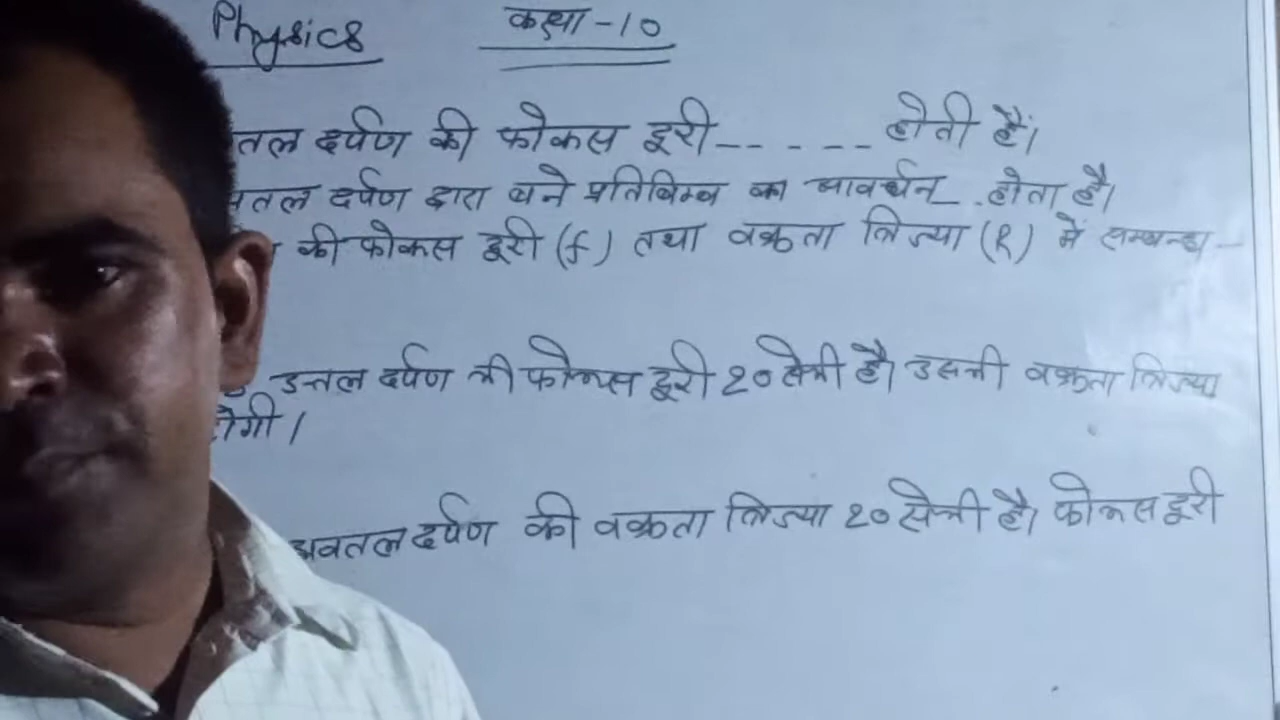 Physics कक्षा - 10
तल दर्पण की फोकस दूरी - - - - - होती है।
तल दर्पण द्वारा बने प्रतिबिम्ब का आवर्धन - . होता है।
की फोकस दूरी (f) तथा वक्रता त्रिज्या (R) में सम्बन्ध -
उत्तल दर्पण की फोकस दूरी 20 सेमी है। उसकी वक्रता त्रिज्या
होगी।
अवतल दर्पण की वक्रता त्रिज्या 20 सेमी है। फोकस दूरी